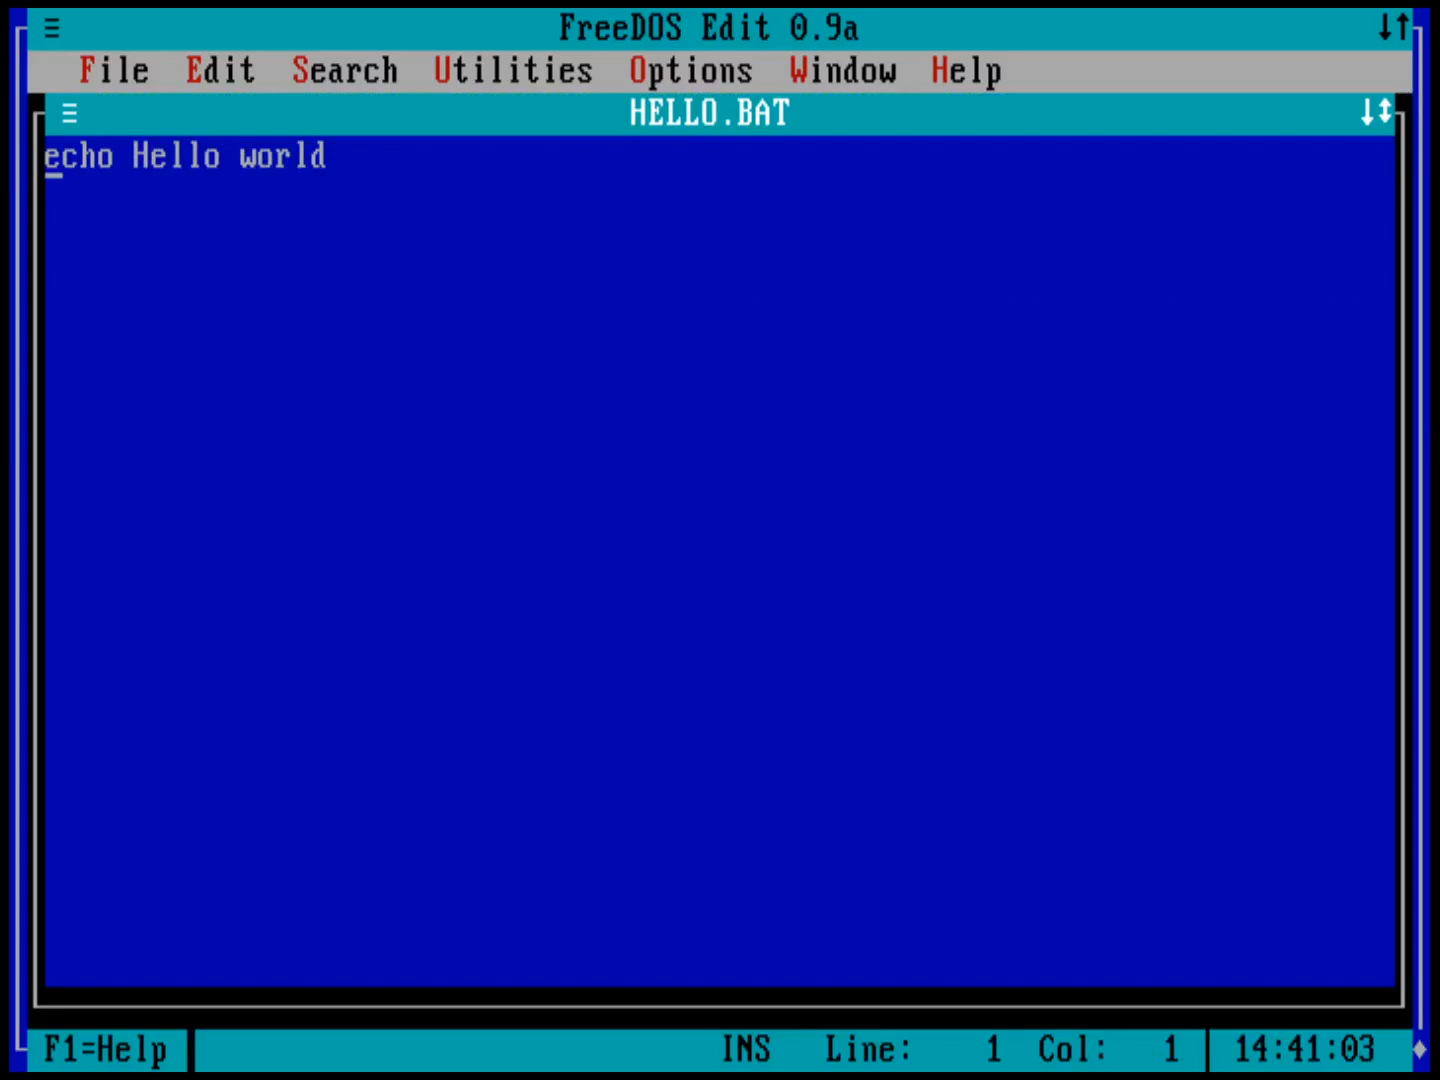 ≡ FreeDOS Edit 0.9a ↓↑
File Edit Search Utilities Options Window Help
≡ HELLO.BAT ↓↕
echo Hello world
F1=Help INS Line: 1 Col: 1 14:41:03